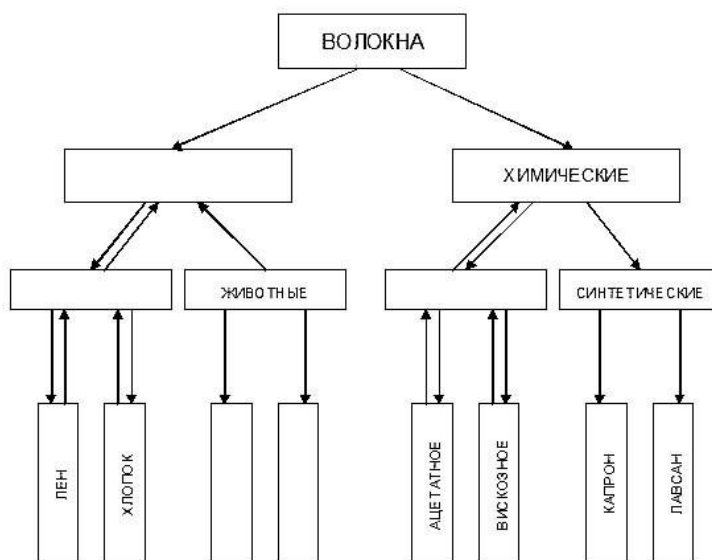 ВОЛОКНА
ХИМИЧЕСКИЕ
ЖИВОТНЫЕ
СИНТЕТИЧЕСКИЕ
ЛЕН
ХЛОПОК
АЦЕТАТНОЕ
ВИСКОЗНОЕ
КАПРОН
ЛАВСАН